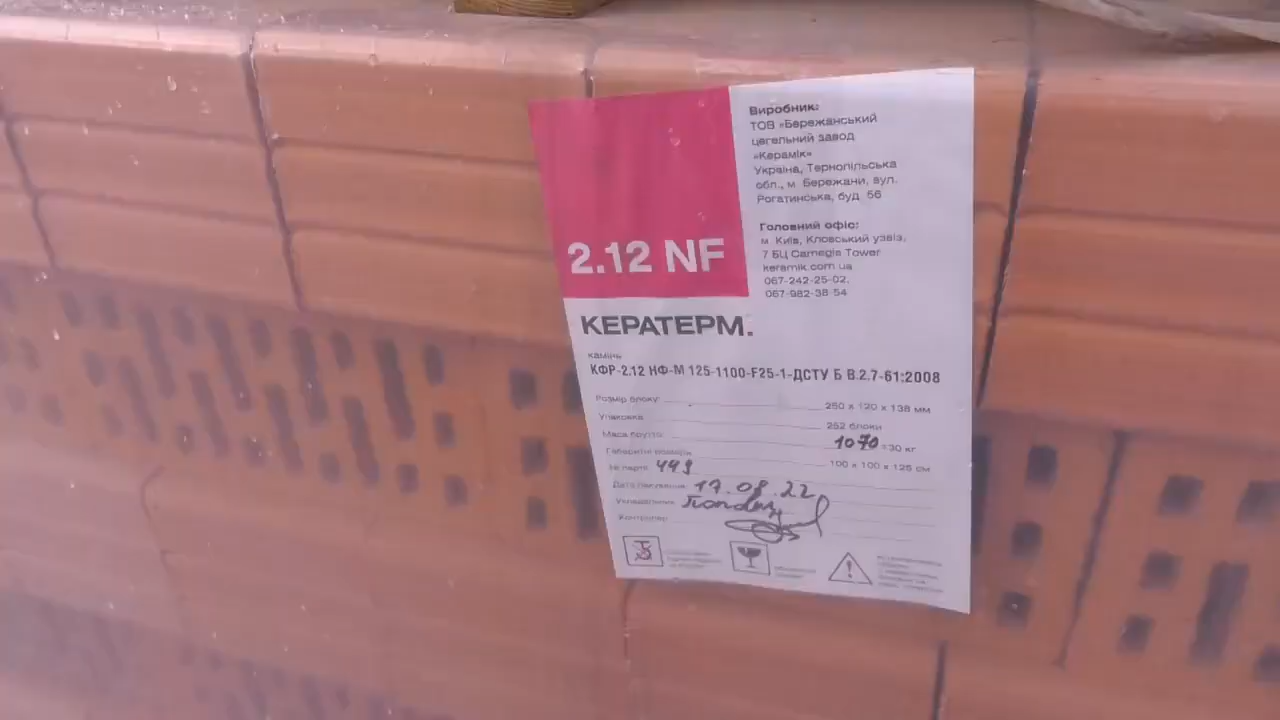 2.12 NF
Виробник:
ТОВ «Бережанський
цегельний завод
«Керамік»
Україна, Тернопільська
обл., м. Бережани, вул.
Рогатинська, буд. 56
Головний офіс:
м. Київ, Кловський узвіз,
7 БЦ Carnegie Tower
keramik.com.ua
067-242-25-02,
067-982-38-54
КЕРАТЕРМ.
камінь
КФР-2.12 НФ-М 125-1100-F25-1-ДСТУ Б В.2.7-61:2008
Розмір блоку: 250 х 120 х 138 мм
Упаковка 252 блоки
Маса брутто: 1070 ±30 кг
Габаритні розміри 100 х 100 х 125 см
№ партії 449
Дата пакування 17.08.22
Укладальник
Контролер